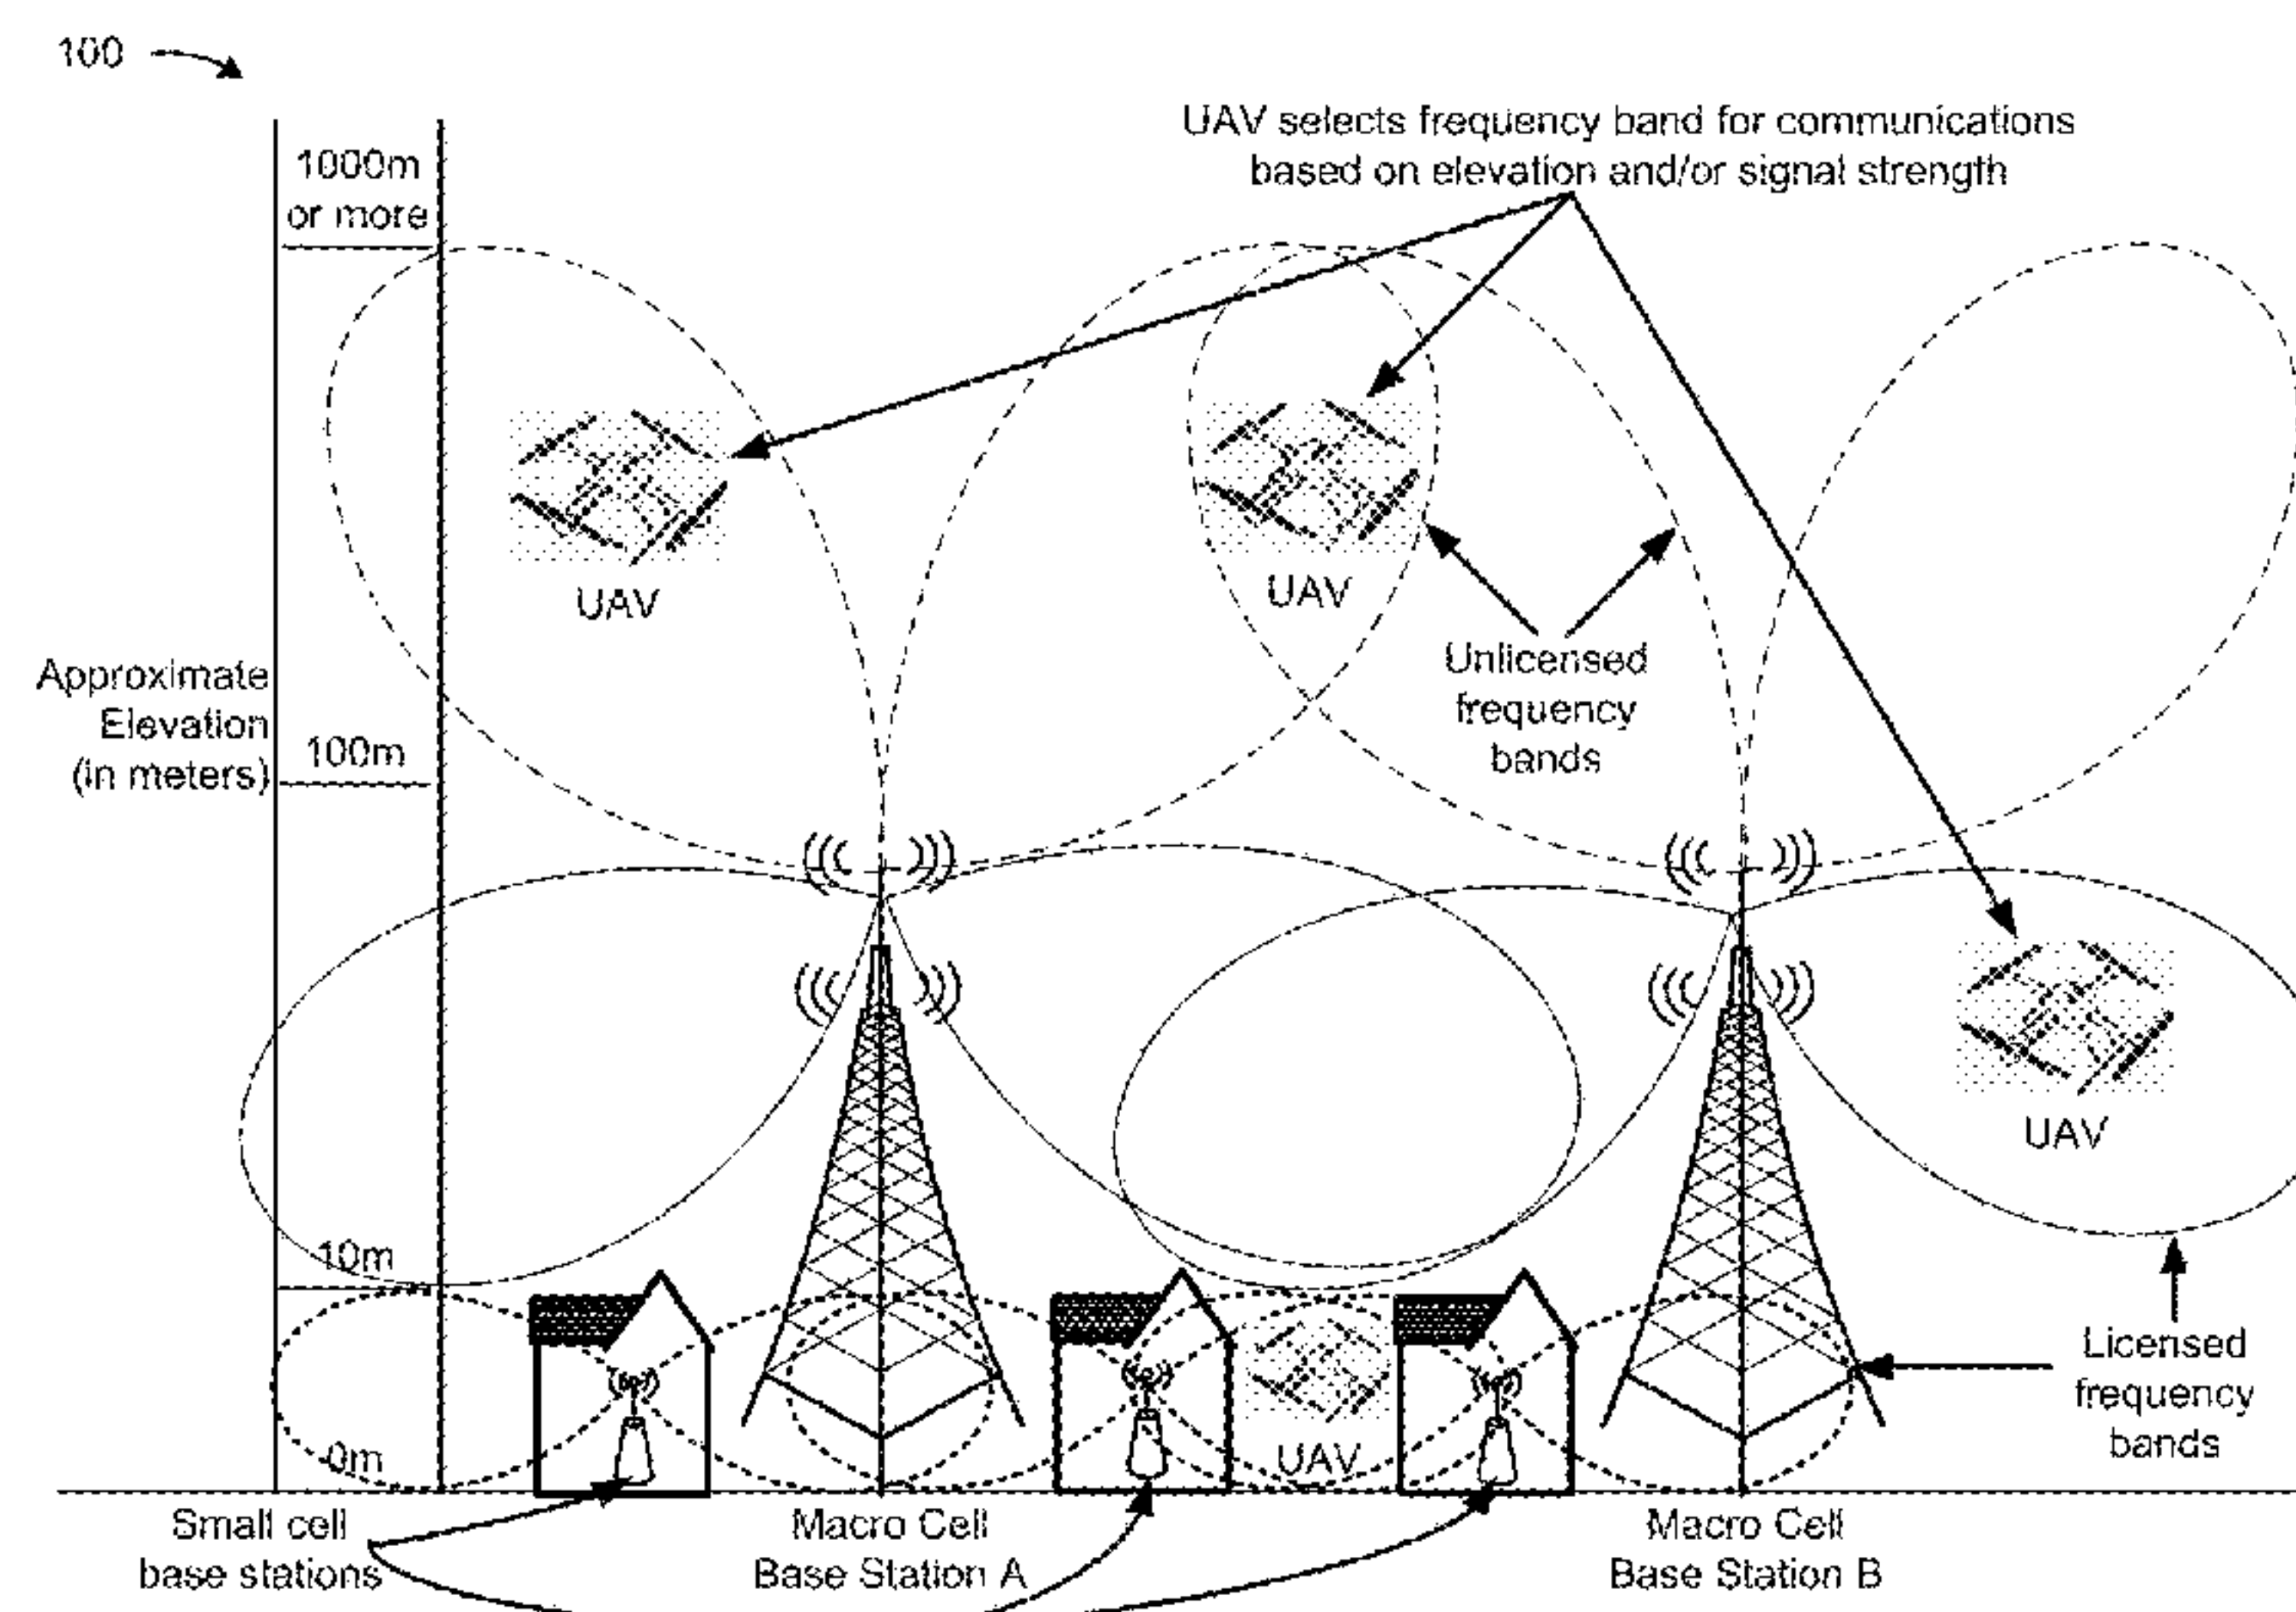 100
UAV selects frequency band for communications
based on elevation and/or signal strength
1000m
or more
UAV
UAV
Unlicensed
frequency
bands
Approximate
Elevation
(in meters)
100m
UAV
10m
Licensed
frequency
bands
0m
UAV
Small cell
base stations
Macro Cell
Base Station A
Macro Cell
Base Station B